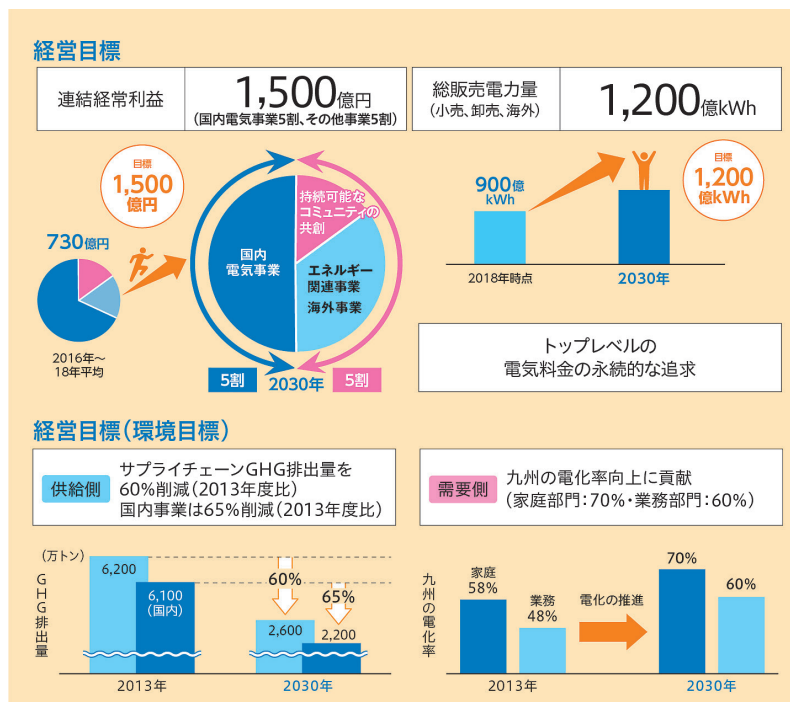 経営目標
連結経常利益
1,500億円
(国内電気事業5割、その他事業5割)
総販売電力量
(小売、卸売、海外)
1,200億kWh
目標
1,500
億円
730億円
2016年〜
18年平均
国内
電気事業
持続可能な
コミュニティの
共創
エネルギー
関連事業
海外事業
5割
2030年
5割
900億
kWh
2018年時点
目標
1,200
億kWh
2030年
トップレベルの
電気料金の永続的な追求
経営目標(環境目標)
供給側
サプライチェーンGHG排出量を
60%削減(2013年度比)
国内事業は65%削減(2013年度比)
需要側
九州の電化率向上に貢献
(家庭部門:70%・業務部門:60%)
(万トン)
GHG排出量
6,200
6,100
(国内)
60%
65%
2,600
2,200
2013年
2030年
九州の電化率
家庭
58%
業務
48%
電化の推進
70%
60%
2013年
2030年